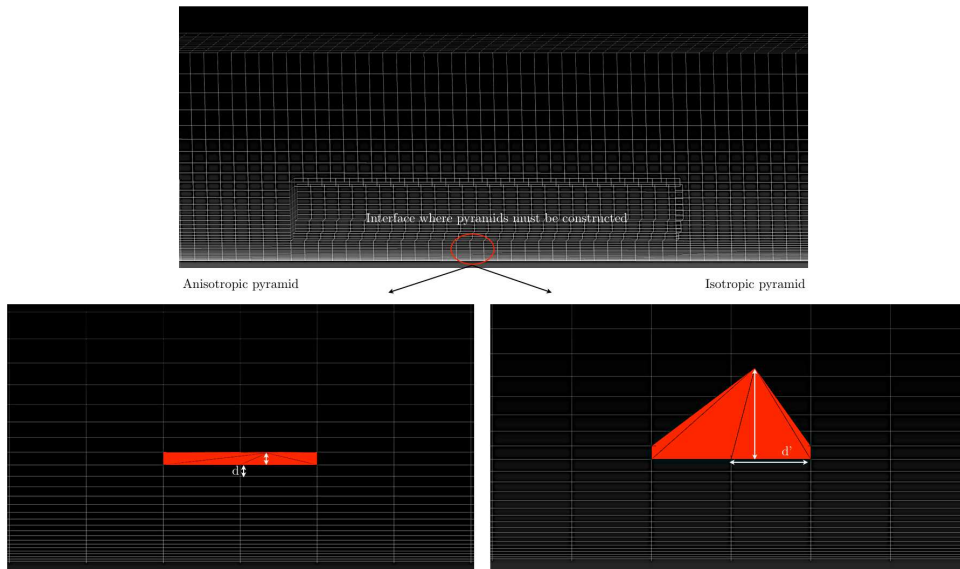 Interface where pyramids must be constructed
Anisotropic pyramid
Isotropic pyramid
d
d'